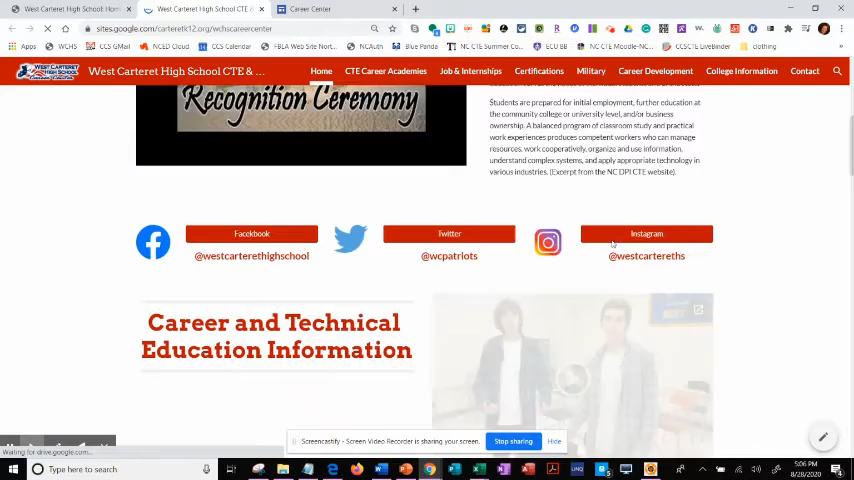 West Carteret High School: Home
West Carteret High School CTE &
Career Center
sites.google.com/carteretk12.org/wchscareercenter
Apps
WCHS
CCS GMail
NCED Cloud
CCS Calendar
FBLA Web Site Nort...
NCAuth
Blue Panda
NC CTE Summer Co...
ECU BB
NC CTE Moodle-NC...
CCSCTE LiveBinder
clothing
West Carteret High School CTE & ...
Home
CTE Career Academies
Job & Internships
Certifications
Military
Career Development
College Information
Contact
Recognition Ceremony
Students are prepared for initial employment, further education at
the community college or university level, and/or business
ownership. A balanced program of classroom study and practical
work experiences produces competent workers who can manage
resources, work cooperatively, organize and use information,
understand complex systems, and apply appropriate technology in
various industries. (Excerpt from the NC DPI CTE website).
Facekbook
Twitter
Instagram
@westcarterethighschool
@wcpatriots
@westcartereths
Career and Technical
Education Information
Screencastify - Screen Video Recorder is sharing your screen.
Stop sharing
Hide
Waiting for drive.google.com...
Type here to search
5:06 PM
8/28/2020